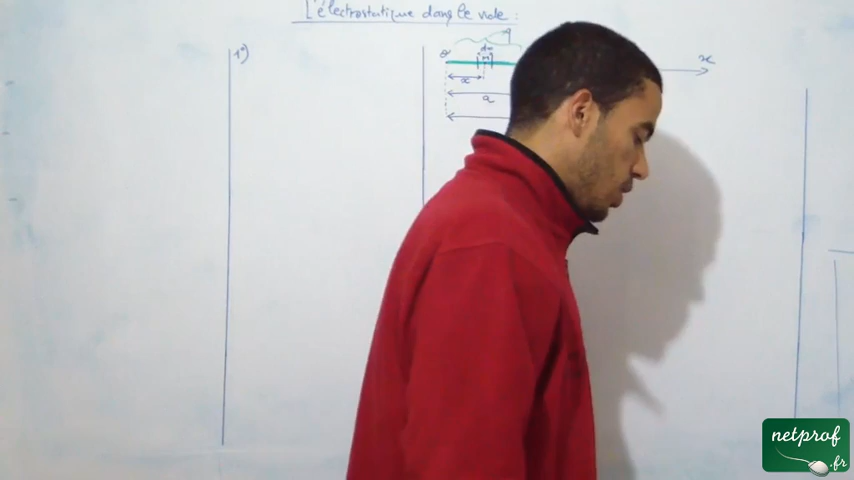 L'électrostatique dans le vide :
1°)
q
dx
O
M
x
x
a
netprof
.fr